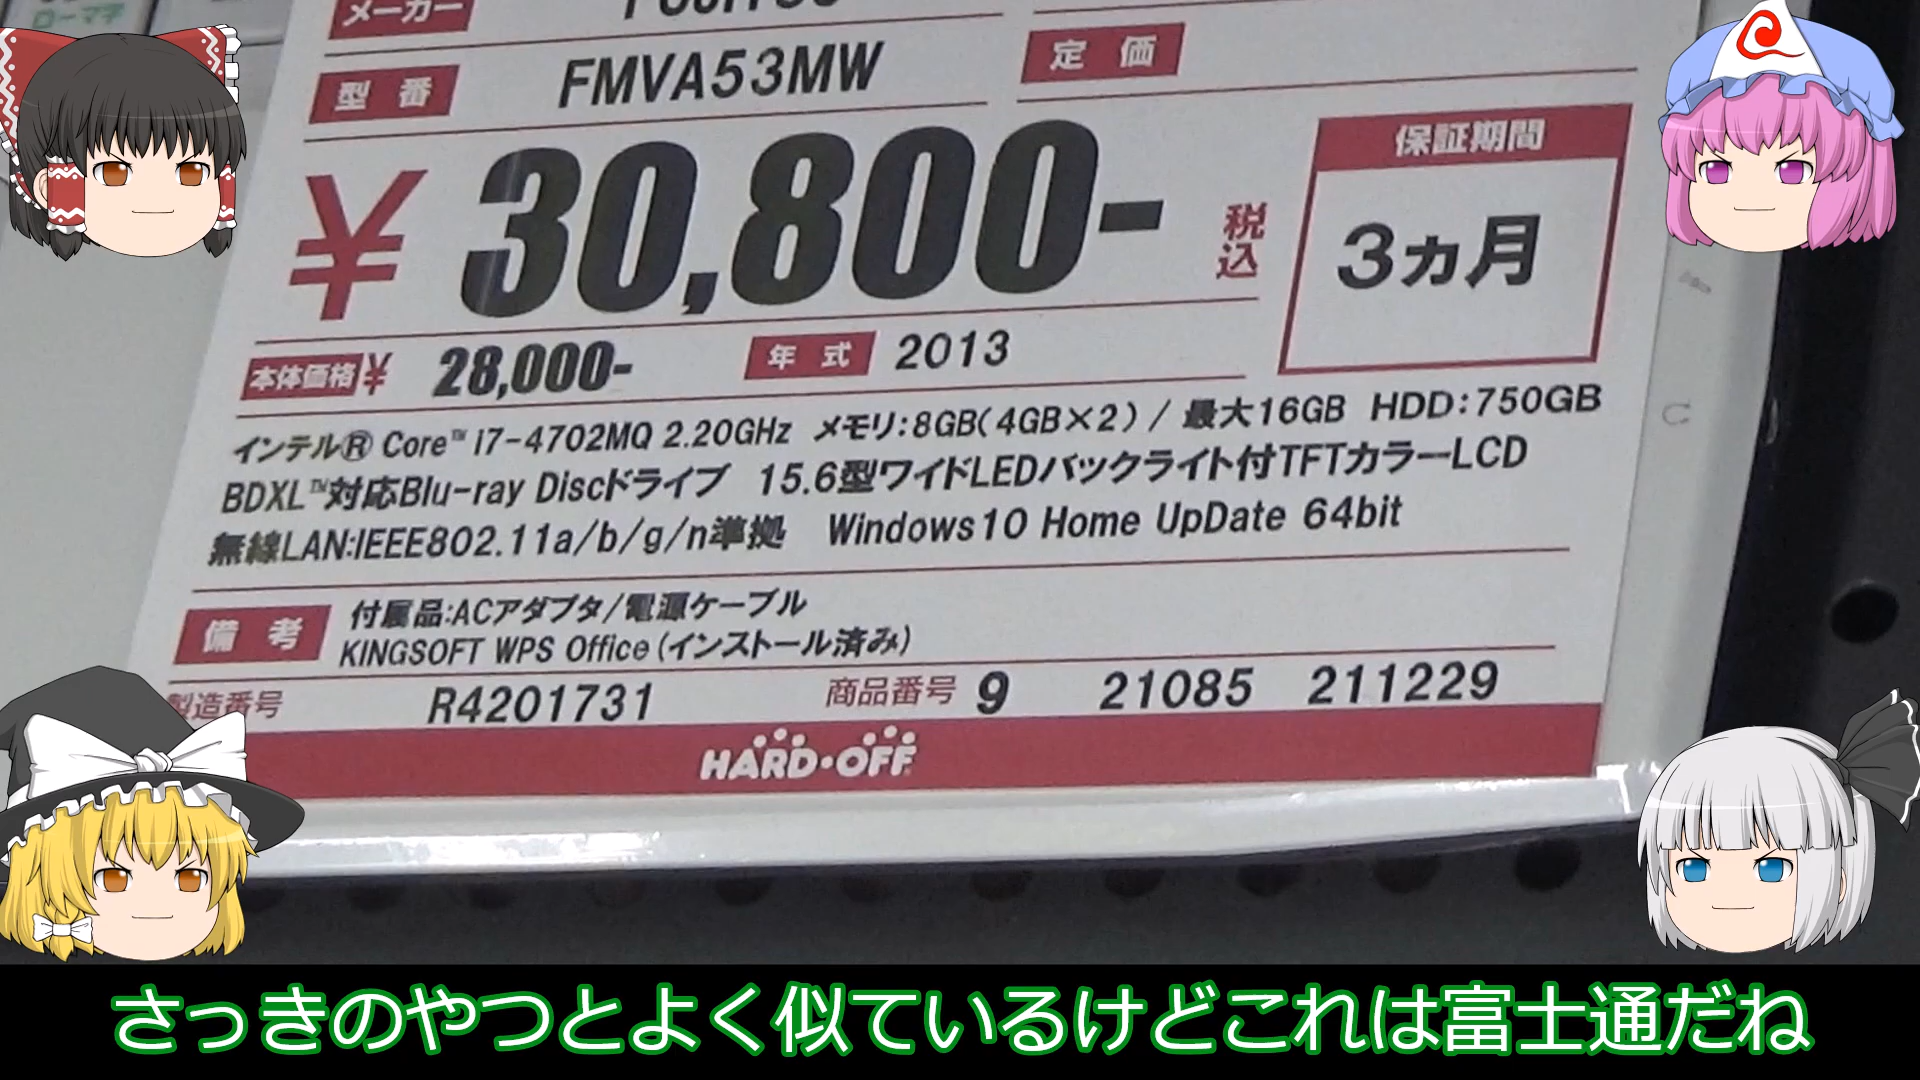 ローマ字
メーカー FUJITSU
型番 FMVA53MW 定価
¥30,800- 税込
保証期間
3ヵ月
本体価格¥ 28,000- 年式 2013
インテル® Core™ i7-4702MQ 2.20GHz メモリ:8GB(4GB×2) / 最大16GB HDD:750GB
BDXL™対応Blu-ray Discドライブ 15.6型ワイドLEDバックライト付TFTカラーLCD
無線LAN:IEEE802.11a/b/g/n準拠 Windows10 Home UpDate 64bit
備考 付属品:ACアダプタ/電源ケーブル
KINGSOFT WPS Office(インストール済み)
製造番号 R4201731 商品番号 9 21085 211229
HARD・OFF
さっきのやつとよく似ているけどこれは富士通だね